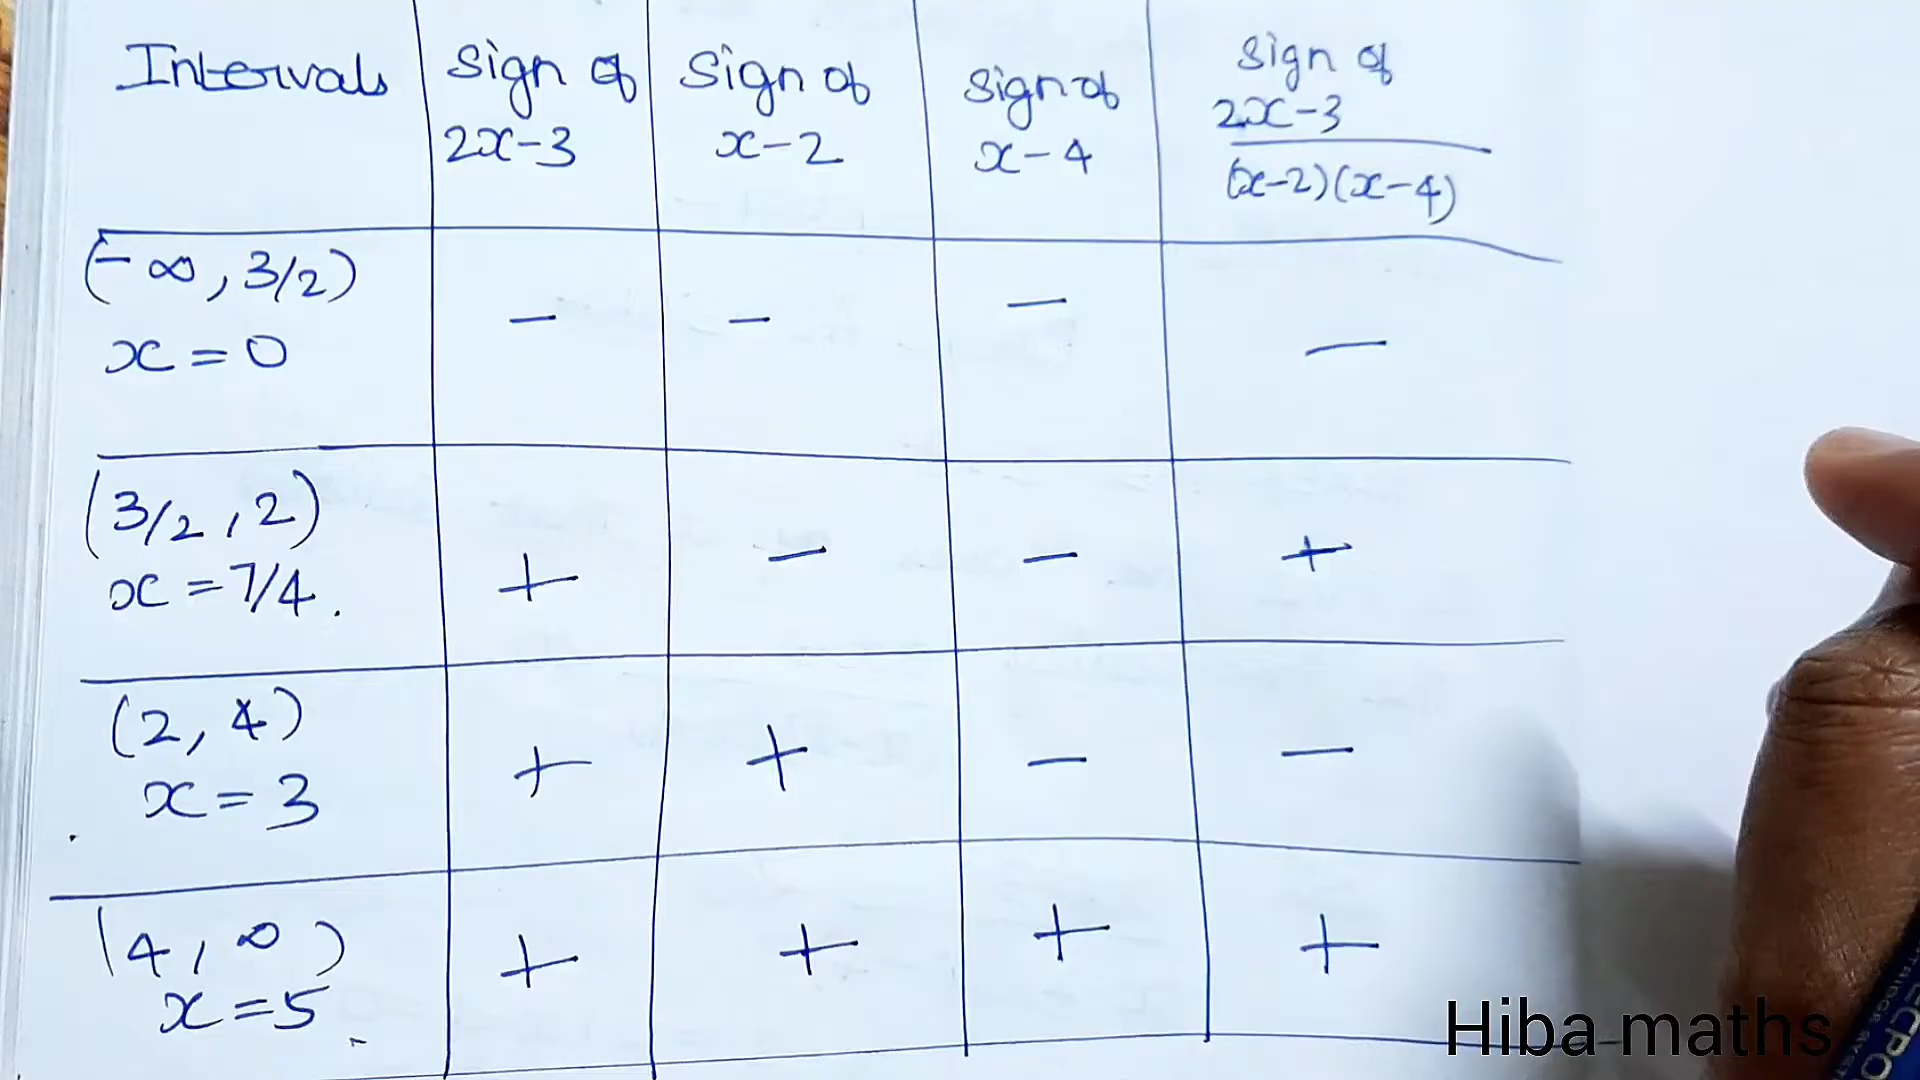 Intervals
Sign of
2x-3
Sign of
x-2
Sign of
x-4
Sign of
2x-3
(x-2)(x-4)
(-∞, 3/2)
x = 0
-
-
-
-
(3/2, 2)
x = 7/4.
+
-
-
+
(2, 4)
x = 3
+
+
-
-
(4, ∞)
x = 5
+
+
+
+
Hiba maths